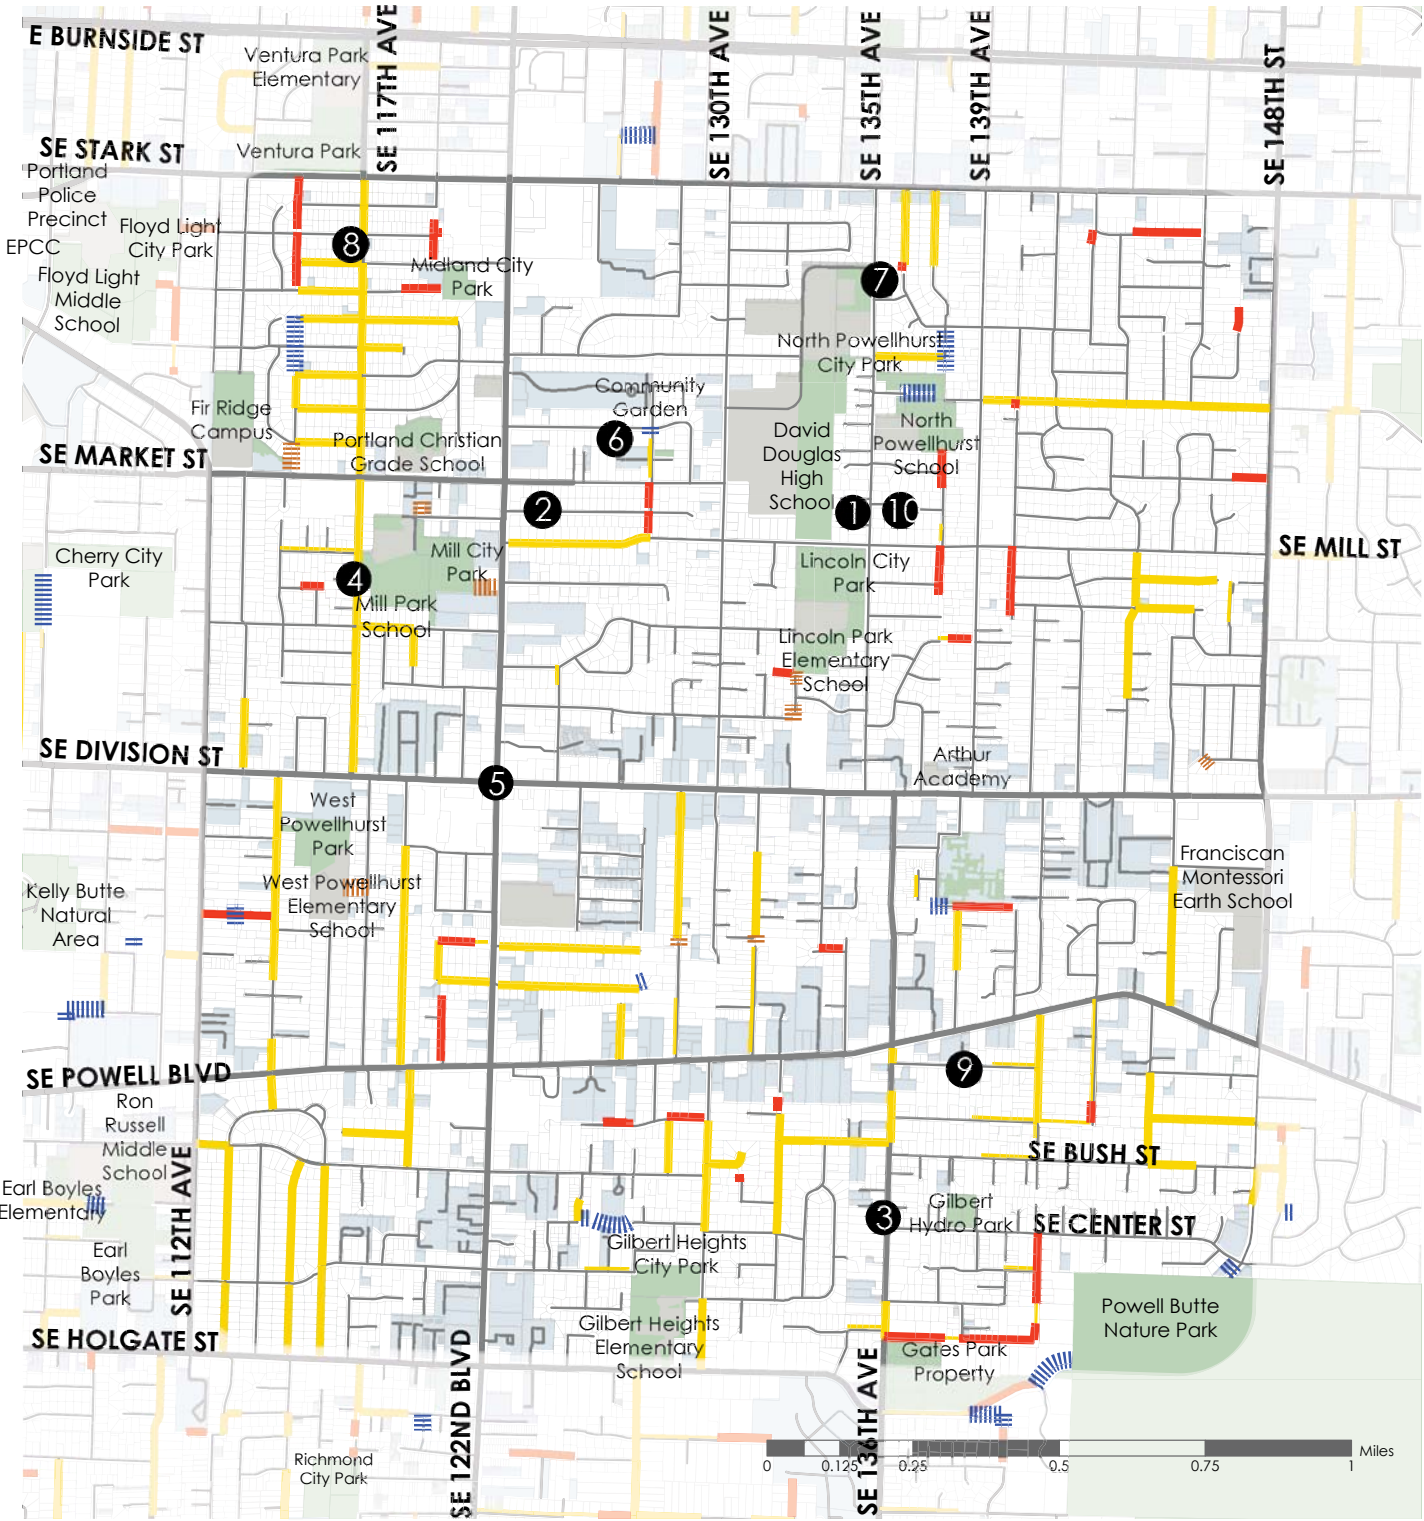 E BURNSIDE ST
Ventura Park
Elementary
SE 117TH AVE
SE 130TH AVE
SE 135TH AVE
SE 139TH AVE
SE 148TH ST
SE STARK ST
Ventura Park
Portland
Police
Precinct
EPCC
Floyd Light
City Park
Floyd Light
Middle
School
8
Midland City
Park
7
North Powellhurst
City Park
Community
Garden
Fir Ridge
Campus
6
David
Douglas
High
School
North
Powellhurst
School
Portland Christian
Grade School
SE MARKET ST
2
1
10
SE MILL ST
Cherry City
Park
Mill City
Park
Lincoln City
Park
4
Mill Park
School
Lincoln Park
Elementary
School
SE DIVISION ST
5
Arthur
Academy
West
Powellhurst
Park
West Powellhurst
Elementary
School
Franciscan
Montessori
Earth School
Kelly Butte
Natural
Area
SE POWELL BLVD
9
Ron
Russell
Middle
School
SE BUSH ST
SE 112TH AVE
Earl Boyles
Elementary
3
Gilbert
Hydro Park
SE CENTER ST
Earl
Boyles
Park
Gilbert Heights
City Park
Powell Butte
Nature Park
SE HOLGATE ST
Gilbert Heights
Elementary
School
Gates Park
Property
SE 122ND BLVD
SE 136TH AVE
Richmond
City Park
Miles
0 0.125 0.25 0.5 0.75 1